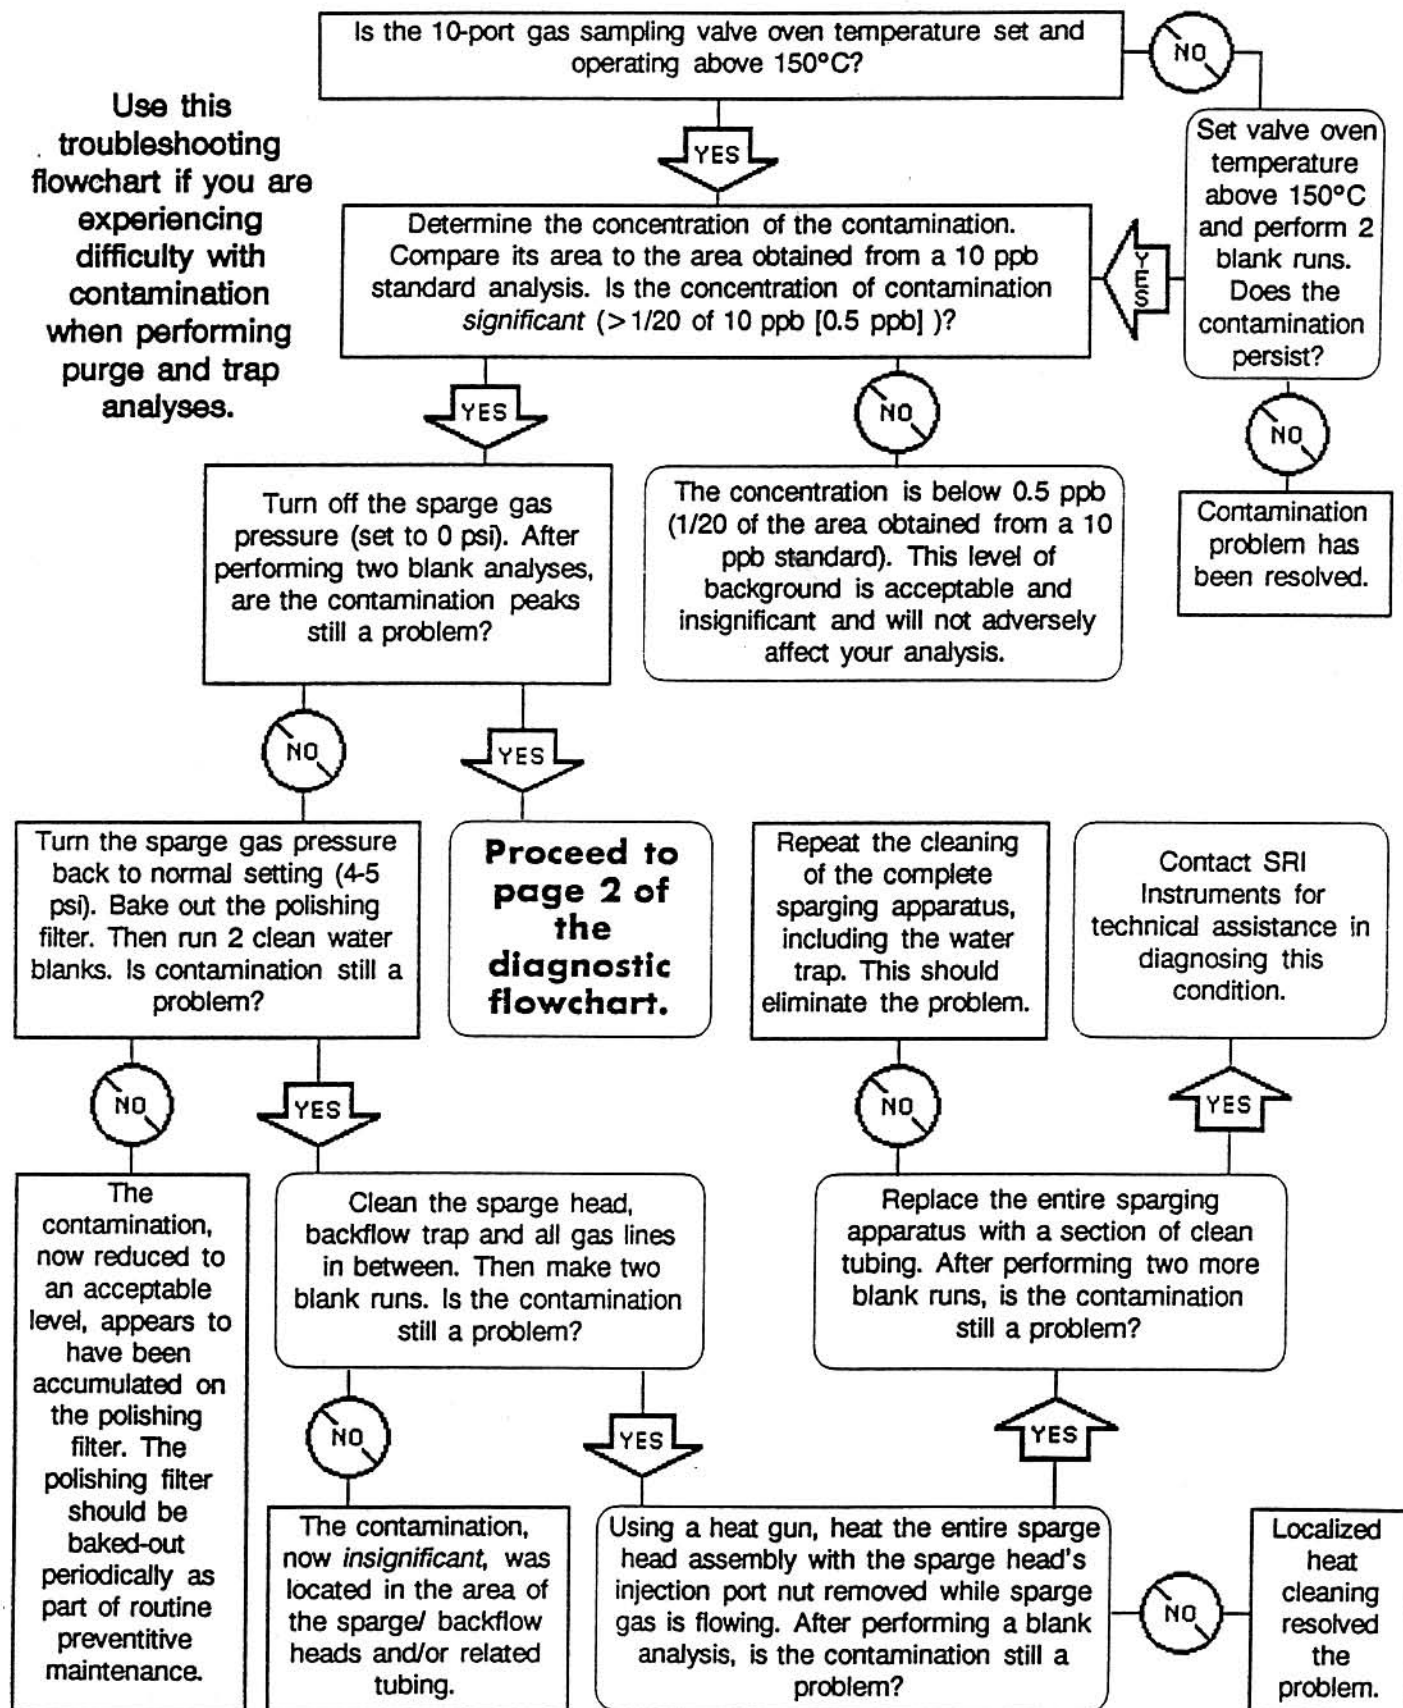 Is the 10-port gas sampling valve oven temperature set and
operating above 150°C?
NO
Use this
troubleshooting
flowchart if you are
experiencing
difficulty with
contamination
when performing
purge and trap
analyses.
YES
Set valve oven
temperature
above 150°C
and perform 2
blank runs.
Does the
contamination
persist?
Determine the concentration of the contamination.
Compare its area to the area obtained from a 10 ppb
standard analysis. Is the concentration of contamination
significant (>1/20 of 10 ppb [0.5 ppb] )?
YES
YES
NO
NO
Turn off the sparge gas
pressure (set to 0 psi). After
performing two blank analyses,
are the contamination peaks
still a problem?
The concentration is below 0.5 ppb
(1/20 of the area obtained from a 10
ppb standard). This level of
background is acceptable and
insignificant and will not adversely
affect your analysis.
Contamination
problem has
been resolved.
NO
YES
Turn the sparge gas pressure
back to normal setting (4-5
psi). Bake out the polishing
filter. Then run 2 clean water
blanks. Is contamination still a
problem?
Proceed to
page 2 of
the
diagnostic
flowchart.
Repeat the cleaning
of the complete
sparging apparatus,
including the water
trap. This should
eliminate the problem.
Contact SRI
Instruments for
technical assistance in
diagnosing this
condition.
NO
YES
NO
YES
The
contamination,
now reduced to
an acceptable
level, appears to
have been
accumulated on
the polishing
filter. The
polishing filter
should be
baked-out
periodically as
part of routine
preventitive
maintenance.
Clean the sparge head,
backflow trap and all gas lines
in between. Then make two
blank runs. Is the contamination
still a problem?
Replace the entire sparging
apparatus with a section of clean
tubing. After performing two more
blank runs, is the contamination
still a problem?
NO
YES
YES
The contamination,
now insignificant, was
located in the area of
the sparge/ backflow
heads and/or related
tubing.
Using a heat gun, heat the entire sparge
head assembly with the sparge head's
injection port nut removed while sparge
gas is flowing. After performing a blank
analysis, is the contamination still a
problem?
NO
Localized
heat
cleaning
resolved
the
problem.